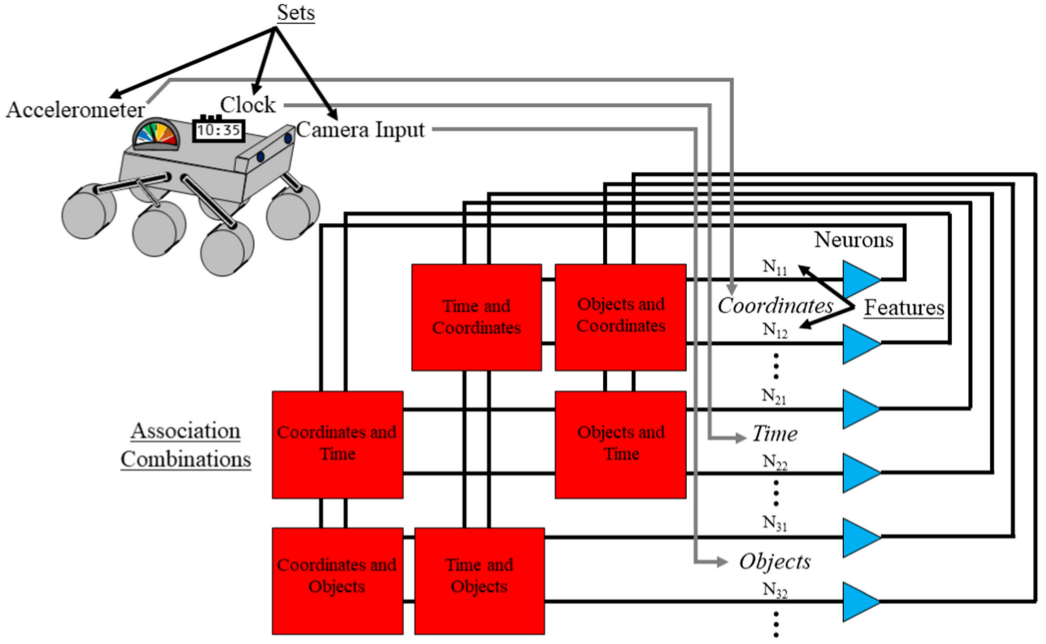 Sets
Accelerometer
Clock
Camera Input
10:35
Neurons
N11
Coordinates
Features
N12
Time and
Coordinates
Objects and
Coordinates
N21
Association
Combinations
Coordinates and
Time
Objects and
Time
Time
N22
N31
Coordinates and
Objects
Time and
Objects
Objects
N32